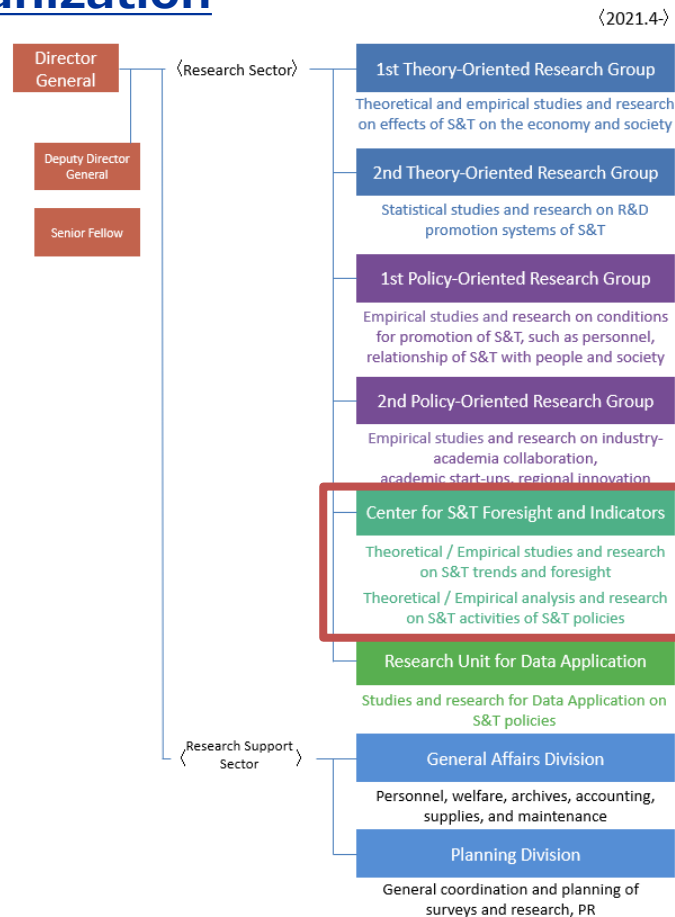 〈2021.4-〉
Director
General
〈Research Sector〉
1st Theory-Oriented Research Group
Theoretical and empirical studies and research
on effects of S&T on the economy and society
Deputy Director
General
2nd Theory-Oriented Research Group
Statistical studies and research on R&D
promotion systems of S&T
Senior Fellow
1st Policy-Oriented Research Group
Empirical studies and research on conditions
for promotion of S&T, such as personnel,
relationship of S&T with people and society
2nd Policy-Oriented Research Group
Empirical studies and research on industry-
academia collaboration,
academic start-ups, regional innovation
Center for S&T Foresight and Indicators
Theoretical / Empirical studies and research
on S&T trends and foresight
Theoretical / Empirical analysis and research
on S&T activities of S&T policies
Research Unit for Data Application
Studies and research for Data Application on
S&T policies
〈Research Support
Sector〉
General Affairs Division
Personnel, welfare, archives, accounting,
supplies, and maintenance
Planning Division
General coordination and planning of
surveys and research, PR